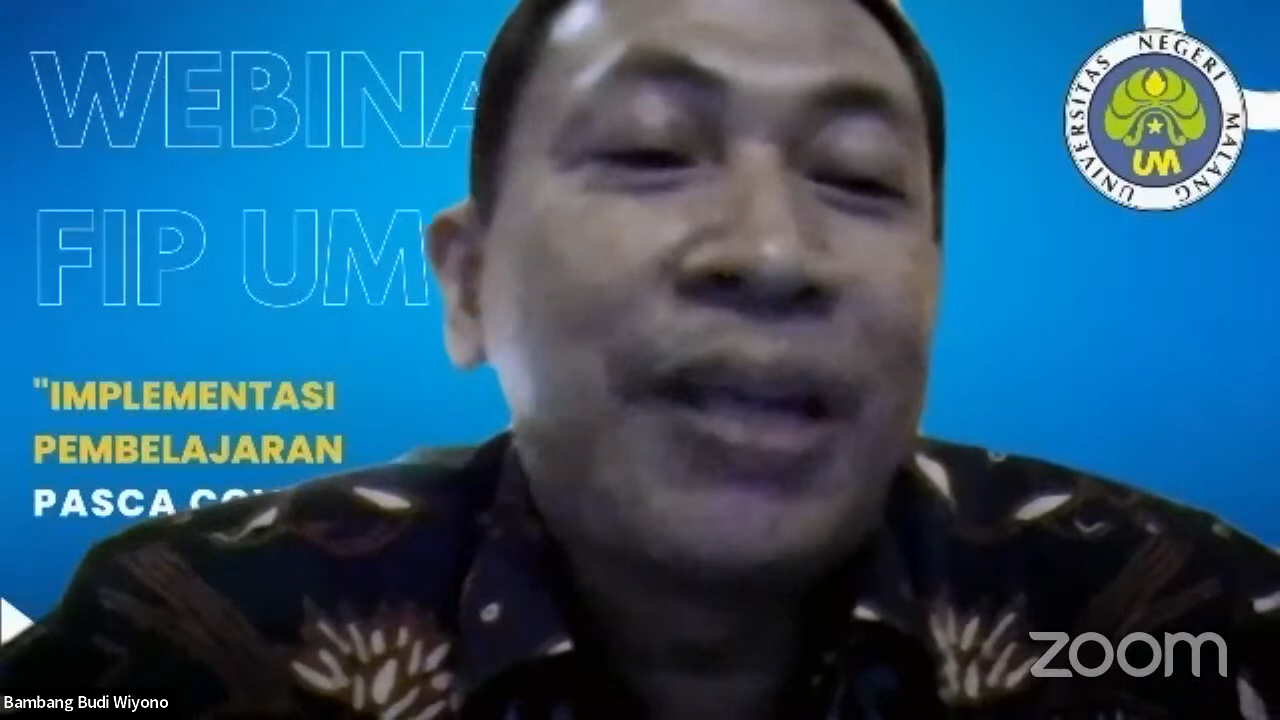 WEBINA
FIP UM
"IMPLEMENTASI
PEMBELAJARAN
PASCA
UNIVERSITAS NEGERI MALANG
UM
zoom
Bambang Budi Wiyono